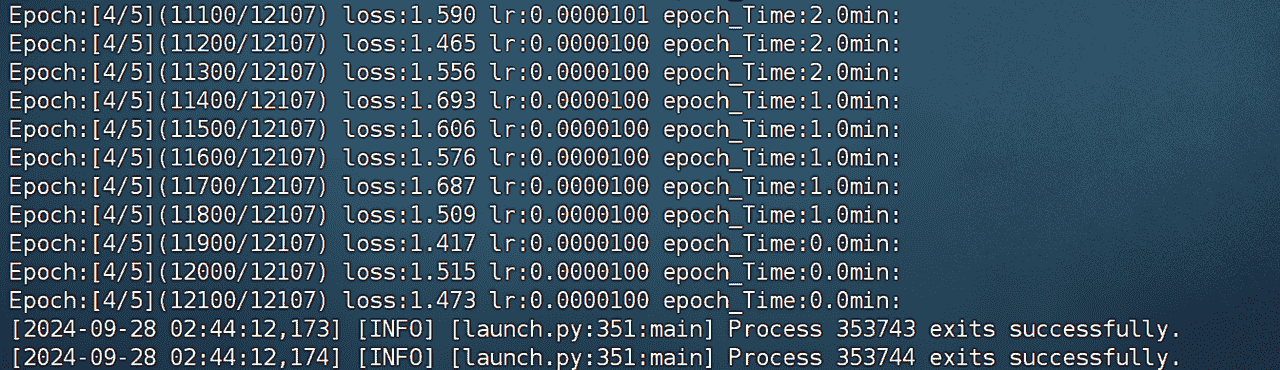 Epoch:[4/5](11100/12107) loss:1.590 lr:0.0000101 epoch_Time:2.0min:
Epoch:[4/5](11200/12107) loss:1.465 lr:0.0000100 epoch_Time:2.0min:
Epoch:[4/5](11300/12107) loss:1.556 lr:0.0000100 epoch_Time:2.0min:
Epoch:[4/5](11400/12107) loss:1.693 lr:0.0000100 epoch_Time:1.0min:
Epoch:[4/5](11500/12107) loss:1.606 lr:0.0000100 epoch_Time:1.0min:
Epoch:[4/5](11600/12107) loss:1.576 lr:0.0000100 epoch_Time:1.0min:
Epoch:[4/5](11700/12107) loss:1.687 lr:0.0000100 epoch_Time:1.0min:
Epoch:[4/5](11800/12107) loss:1.509 lr:0.0000100 epoch_Time:1.0min:
Epoch:[4/5](11900/12107) loss:1.417 lr:0.0000100 epoch_Time:0.0min:
Epoch:[4/5](12000/12107) loss:1.515 lr:0.0000100 epoch_Time:0.0min:
Epoch:[4/5](12100/12107) loss:1.473 lr:0.0000100 epoch_Time:0.0min:
[2024-09-28 02:44:12,173] [INFO] [launch.py:351:main] Process 353743 exits successfully.
[2024-09-28 02:44:12,174] [INFO] [launch.py:351:main] Process 353744 exits successfully.